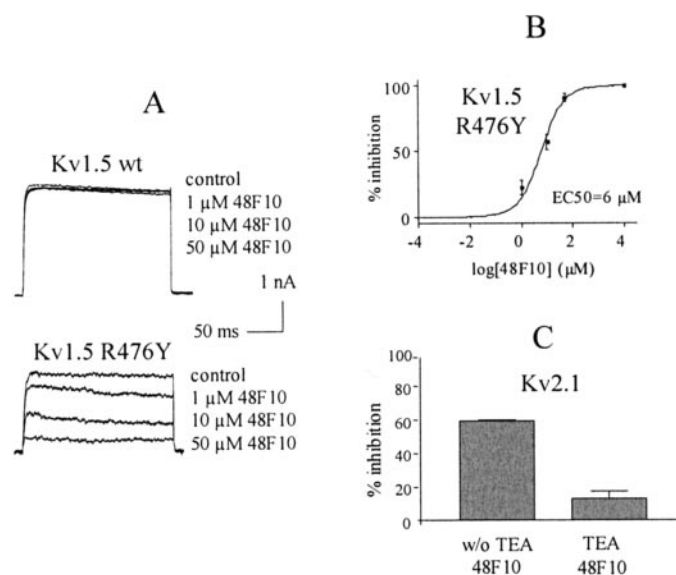 A
Kv1.5 wt
control
1 µM 48F10
10 µM 48F10
50 µM 48F10
1 nA
50 ms
Kv1.5 R476Y
control
1 µM 48F10
10 µM 48F10
50 µM 48F10
B
% inhibition
100
50
0
Kv1.5
R476Y
EC50=6 µM
-4
-2
0
2
4
log[48F10] (µM)
C
Kv2.1
% inhibition
100
80
60
40
20
0
w/o TEA
48F10
TEA
48F10